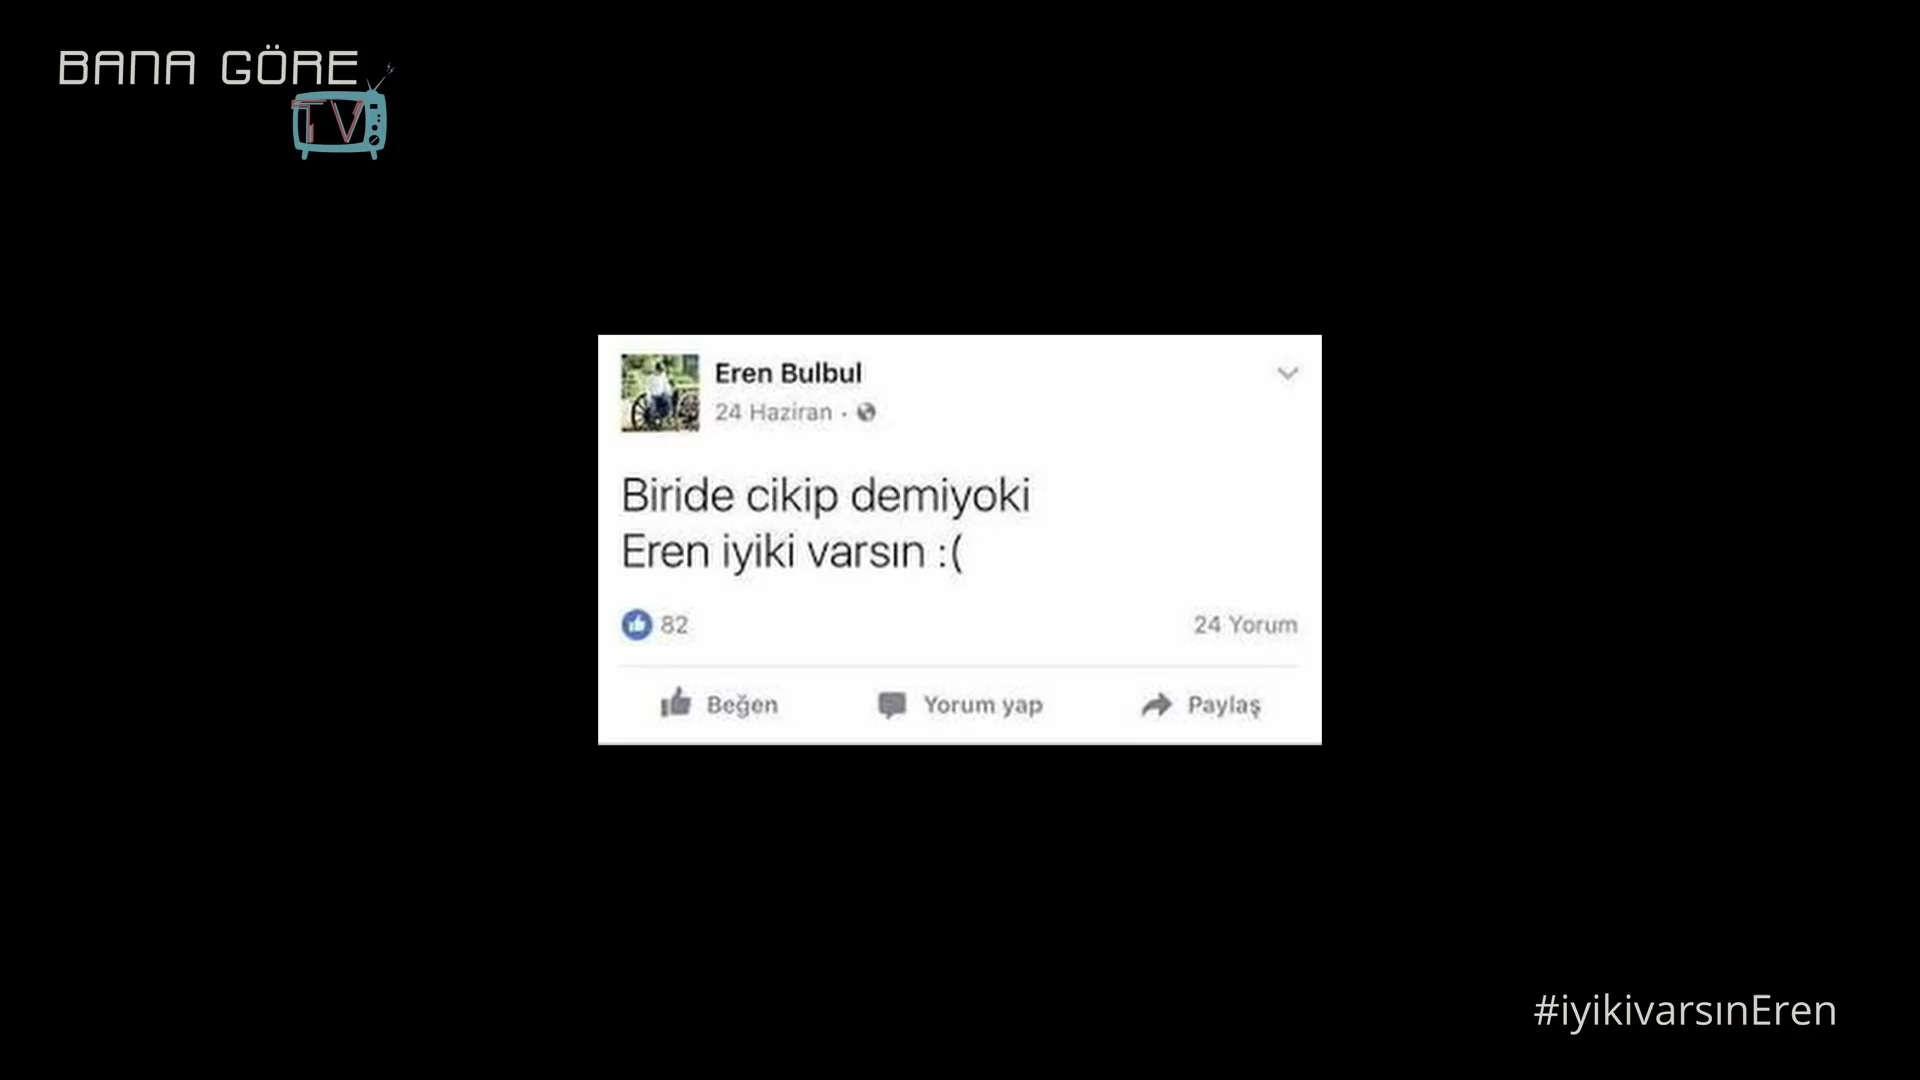 BANA GÖRE
TV
Eren Bulbul
24 Haziran
Biride cikip demiyoki
Eren iyiki varsın :(
82
24 Yorum
Beğen
Yorum yap
Paylaş
#iyikivarsınEren